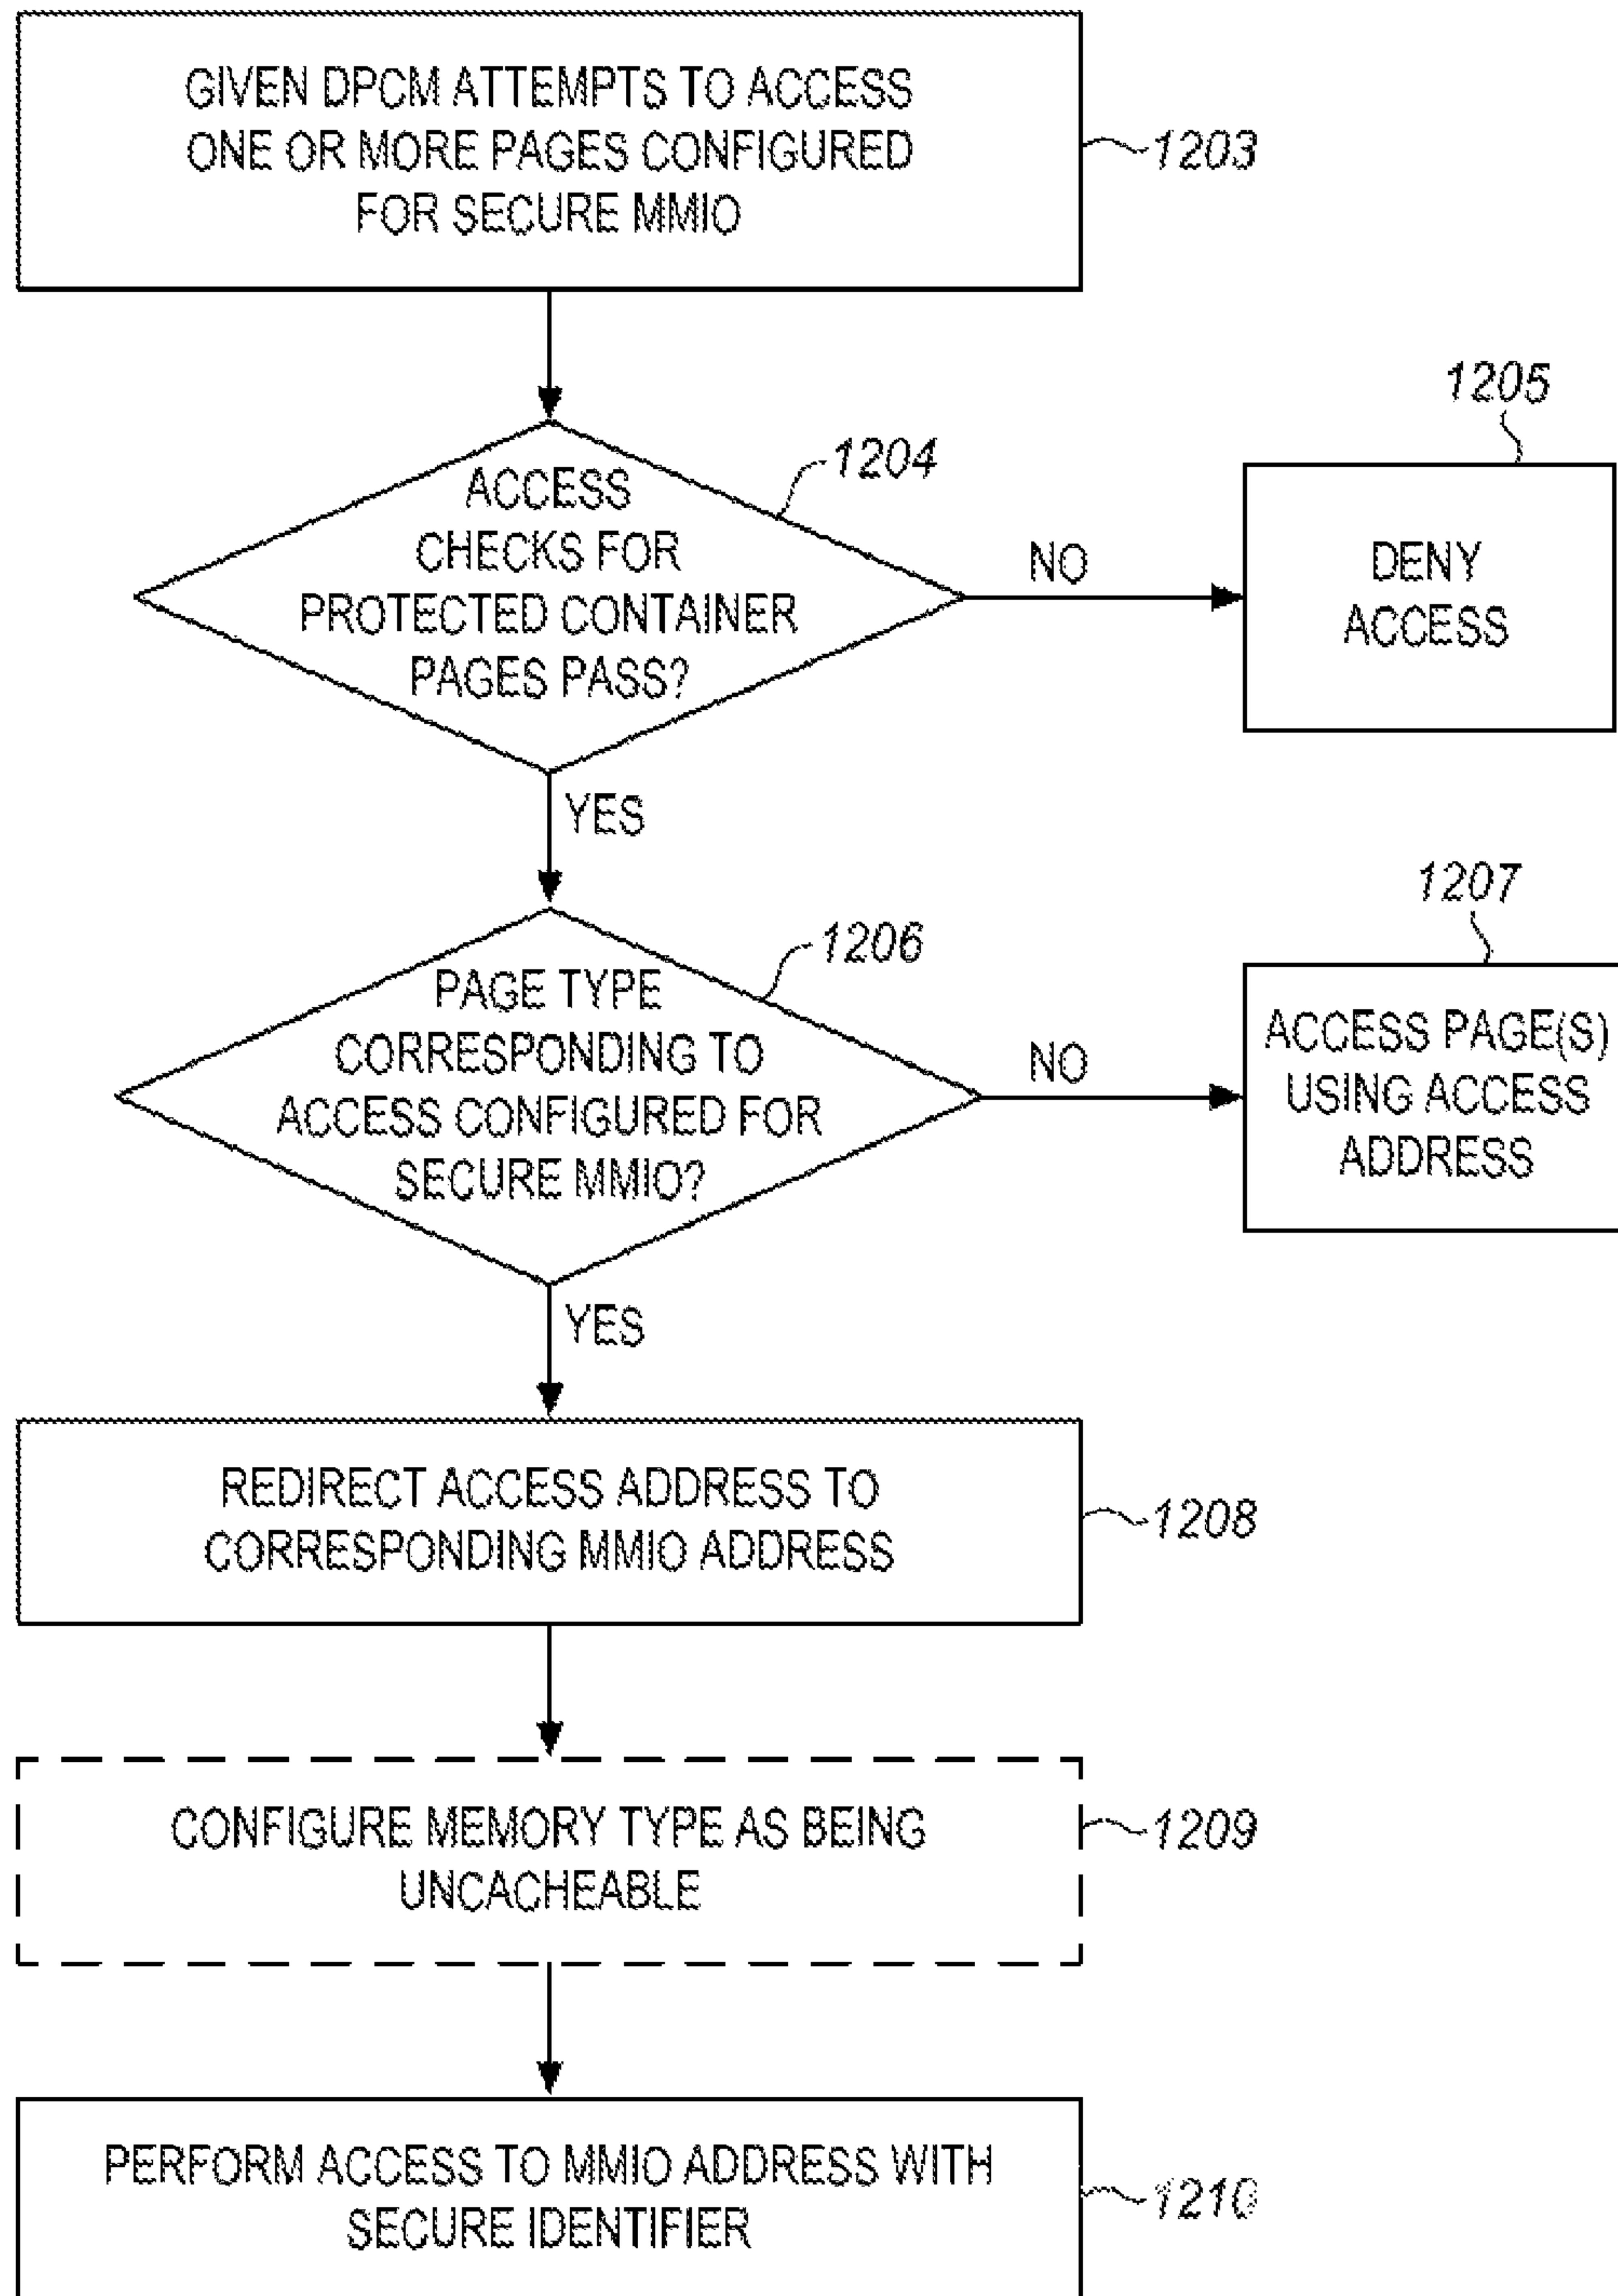 GIVEN DPCM ATTEMPTS TO ACCESS
ONE OR MORE PAGES CONFIGURED
FOR SECURE MMIO
1203
1204
ACCESS
CHECKS FOR
PROTECTED CONTAINER
PAGES PASS?
NO
1205
DENY
ACCESS
YES
1206
PAGE TYPE
CORRESPONDING TO
ACCESS CONFIGURED FOR
SECURE MMIO?
NO
1207
ACCESS PAGE(S)
USING ACCESS
ADDRESS
YES
REDIRECT ACCESS ADDRESS TO
CORRESPONDING MMIO ADDRESS
1208
CONFIGURE MEMORY TYPE AS BEING
UNCACHEABLE
1209
PERFORM ACCESS TO MMIO ADDRESS WITH
SECURE IDENTIFIER
1210